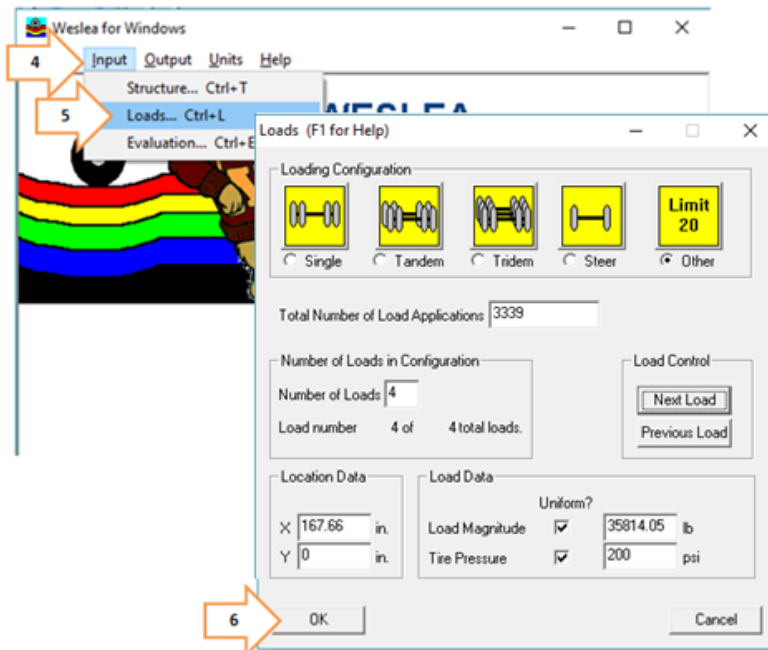 Weslea for Windows
4
Input Output Units Help
Structure... Ctrl+T
5
Loads... Ctrl+L
WESLEA
Evaluation... Ctrl+E
Loads (F1 for Help)
Loading Configuration
Limit
20
Single Tandem Tridem Steer Other
Total Number of Load Applications 3339
Number of Loads in Configuration
Load Control
Number of Loads 4
Next Load
Load number 4 of 4 total loads.
Previous Load
Location Data
Load Data
Uniform?
X 167.66 in.
Load Magnitude 35814.05 lb
Y 0 in.
Tire Pressure 200 psi
6
OK
Cancel